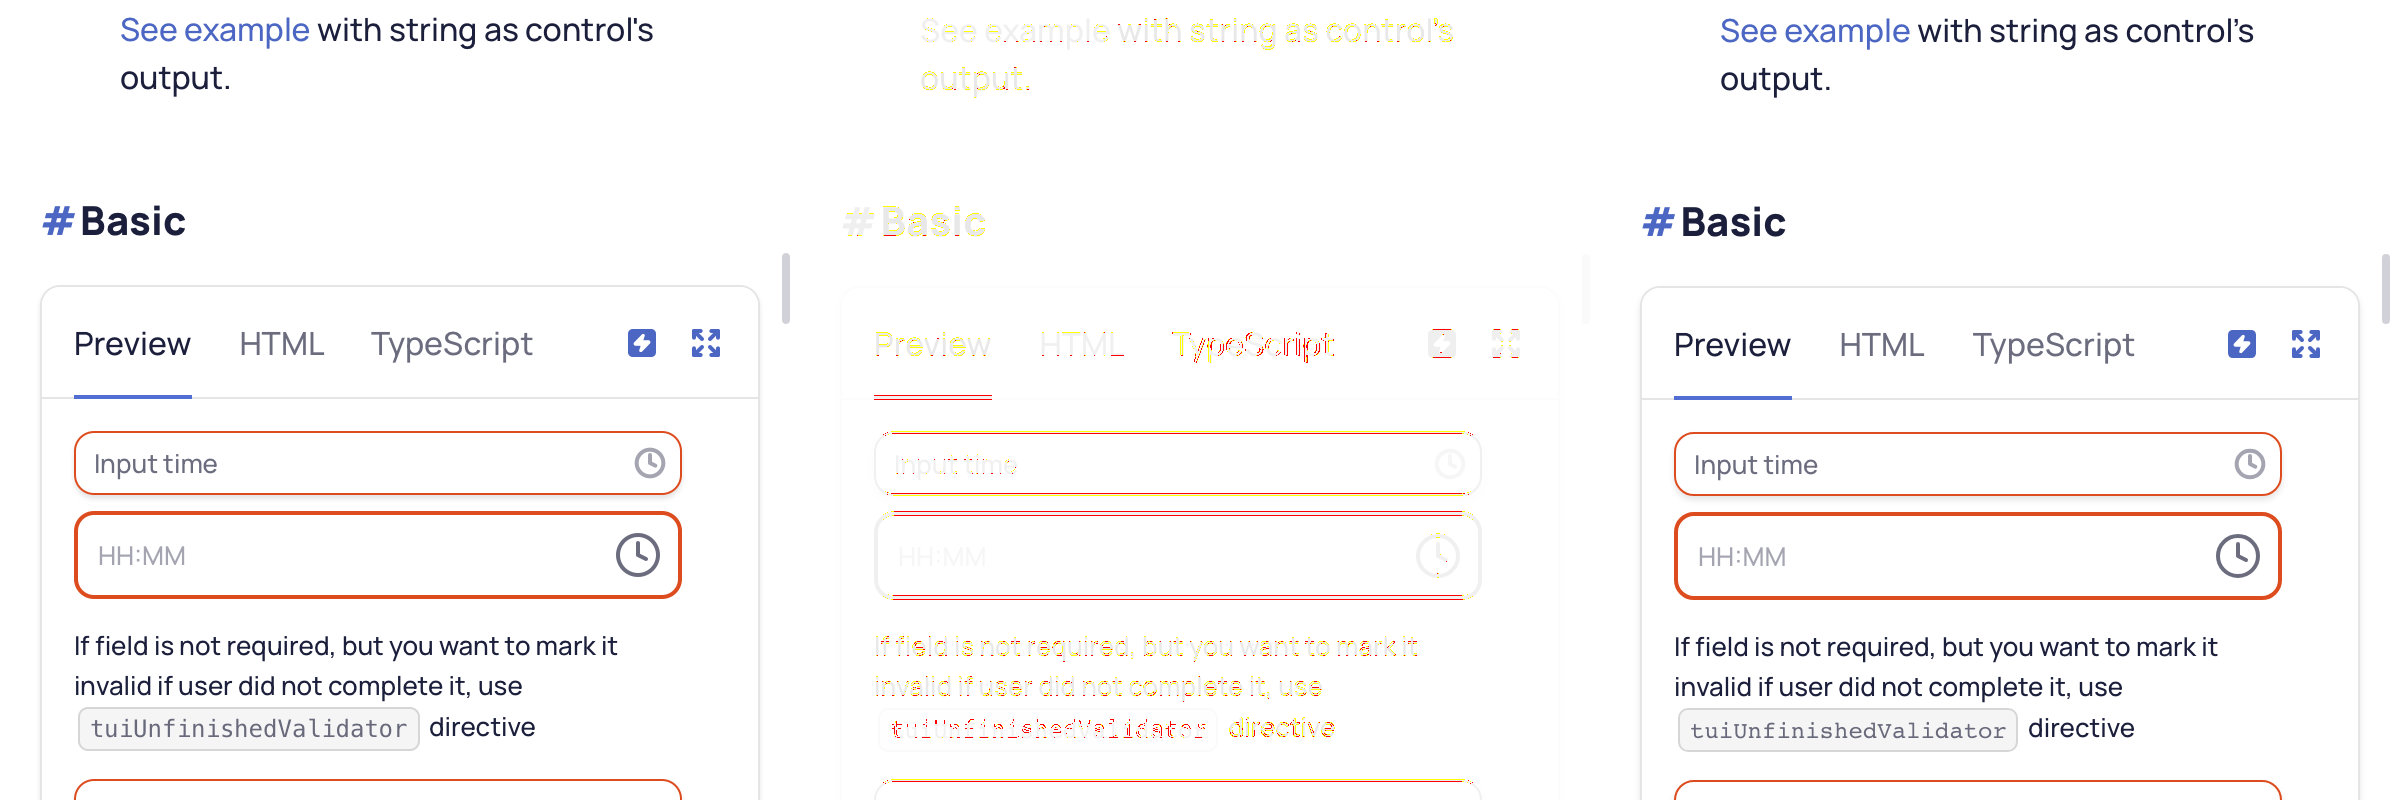 See example with string as control's
output.
# Basic
Preview HTML TypeScript
Input time
HH:MM
If field is not required, but you want to mark it
invalid if user did not complete it, use
tuiUnfinishedValidator directive
See example with string as control's
output.
# Basic
Preview HTML TypeScript
Input time
HH:MM
If field is not required, but you want to mark it
invalid if user did not complete it, use
tuiUnfinishedValidator directive
See example with string as control's
output.
# Basic
Preview HTML TypeScript
Input time
HH:MM
If field is not required, but you want to mark it
invalid if user did not complete it, use
tuiUnfinishedValidator directive